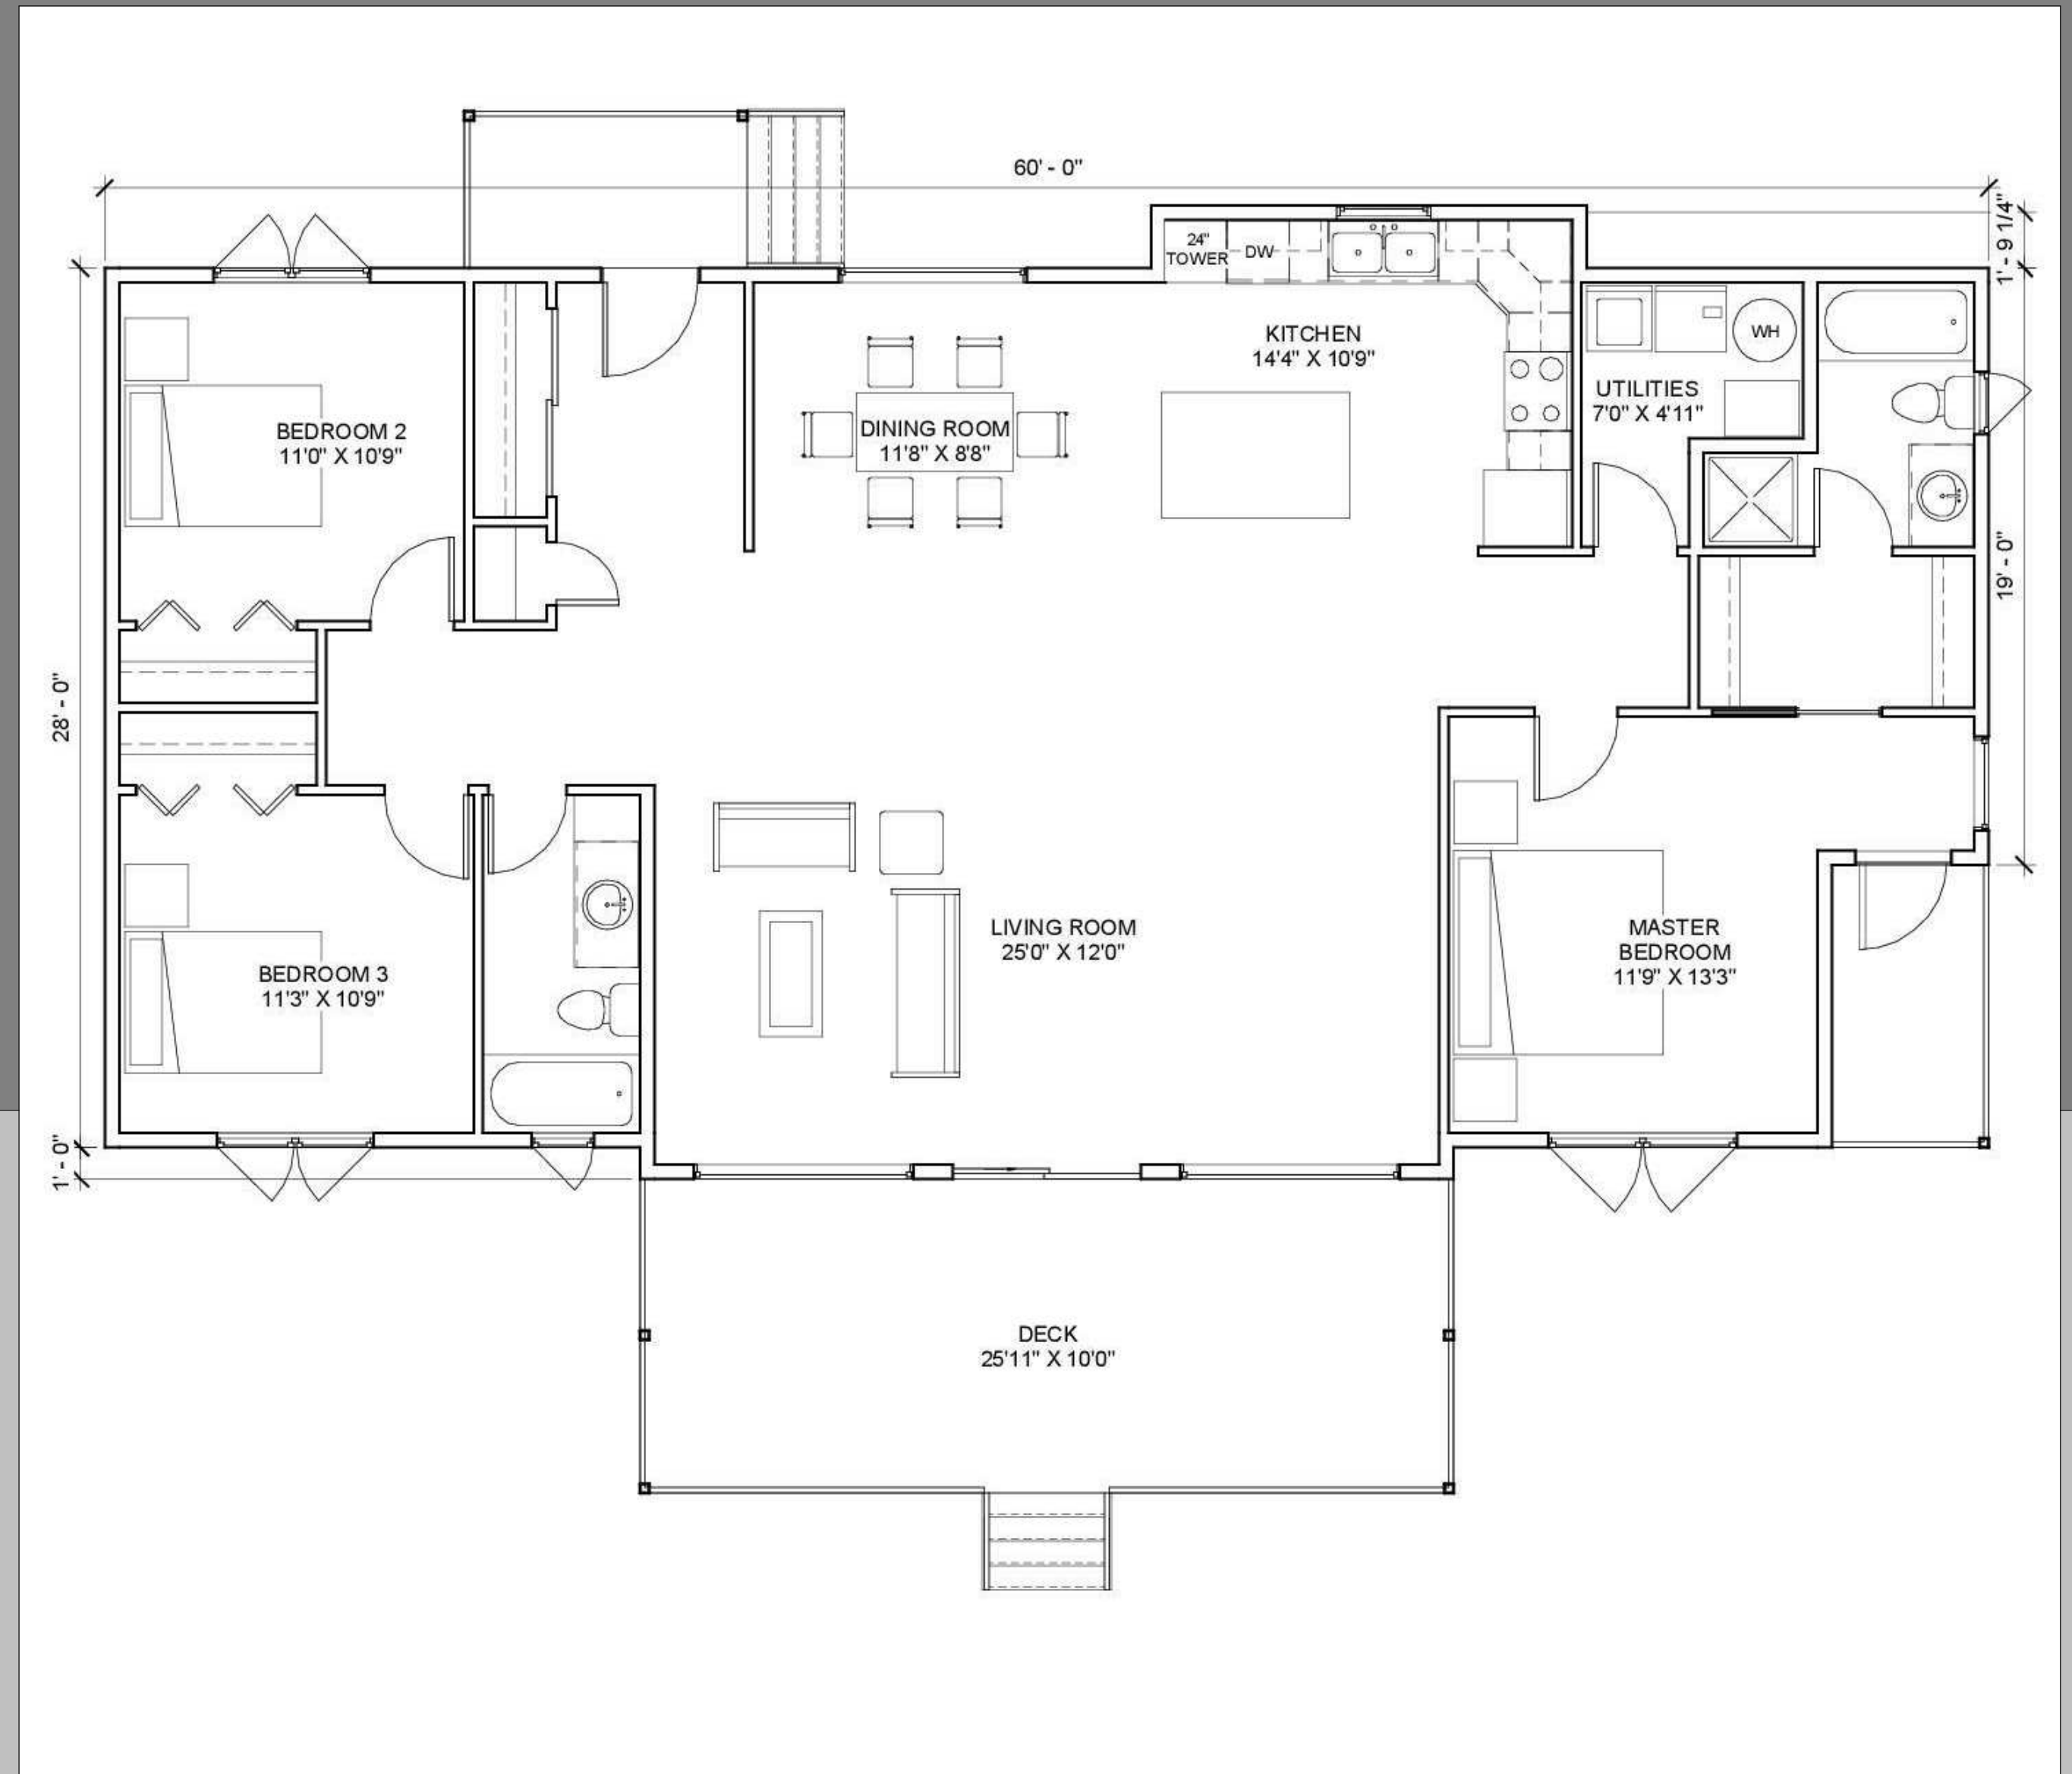 60' - 0"
1' - 9 1/4"
24"
TOWER
DW
KITCHEN
14'4" X 10'9"
WH
UTILITIES
7'0" X 4'11"
BEDROOM 2
11'0" X 10'9"
DINING ROOM
11'8" X 8'8"
19' - 0"
28' - 0"
LIVING ROOM
25'0" X 12'0"
MASTER
BEDROOM
11'9" X 13'3"
BEDROOM 3
11'3" X 10'9"
1' - 0"
DECK
25'11" X 10'0"